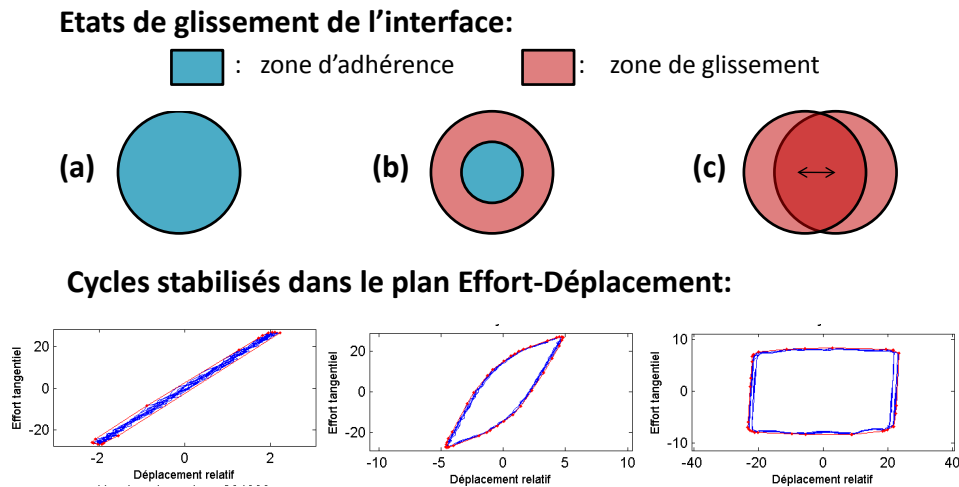 Etats de glissement de l’interface:
: zone d’adhérence : zone de glissement
(a) (b) (c)
Cycles stabilisés dans le plan Effort-Déplacement:
Effort tangentiel
20
0
-20
-2 0 2
Déplacement relatif
Effort tangentiel
20
0
-20
-10 -5 0 5 10
Déplacement relatif
Effort tangentiel
10
0
-10
-40 -20 0 20 40
Déplacement relatif